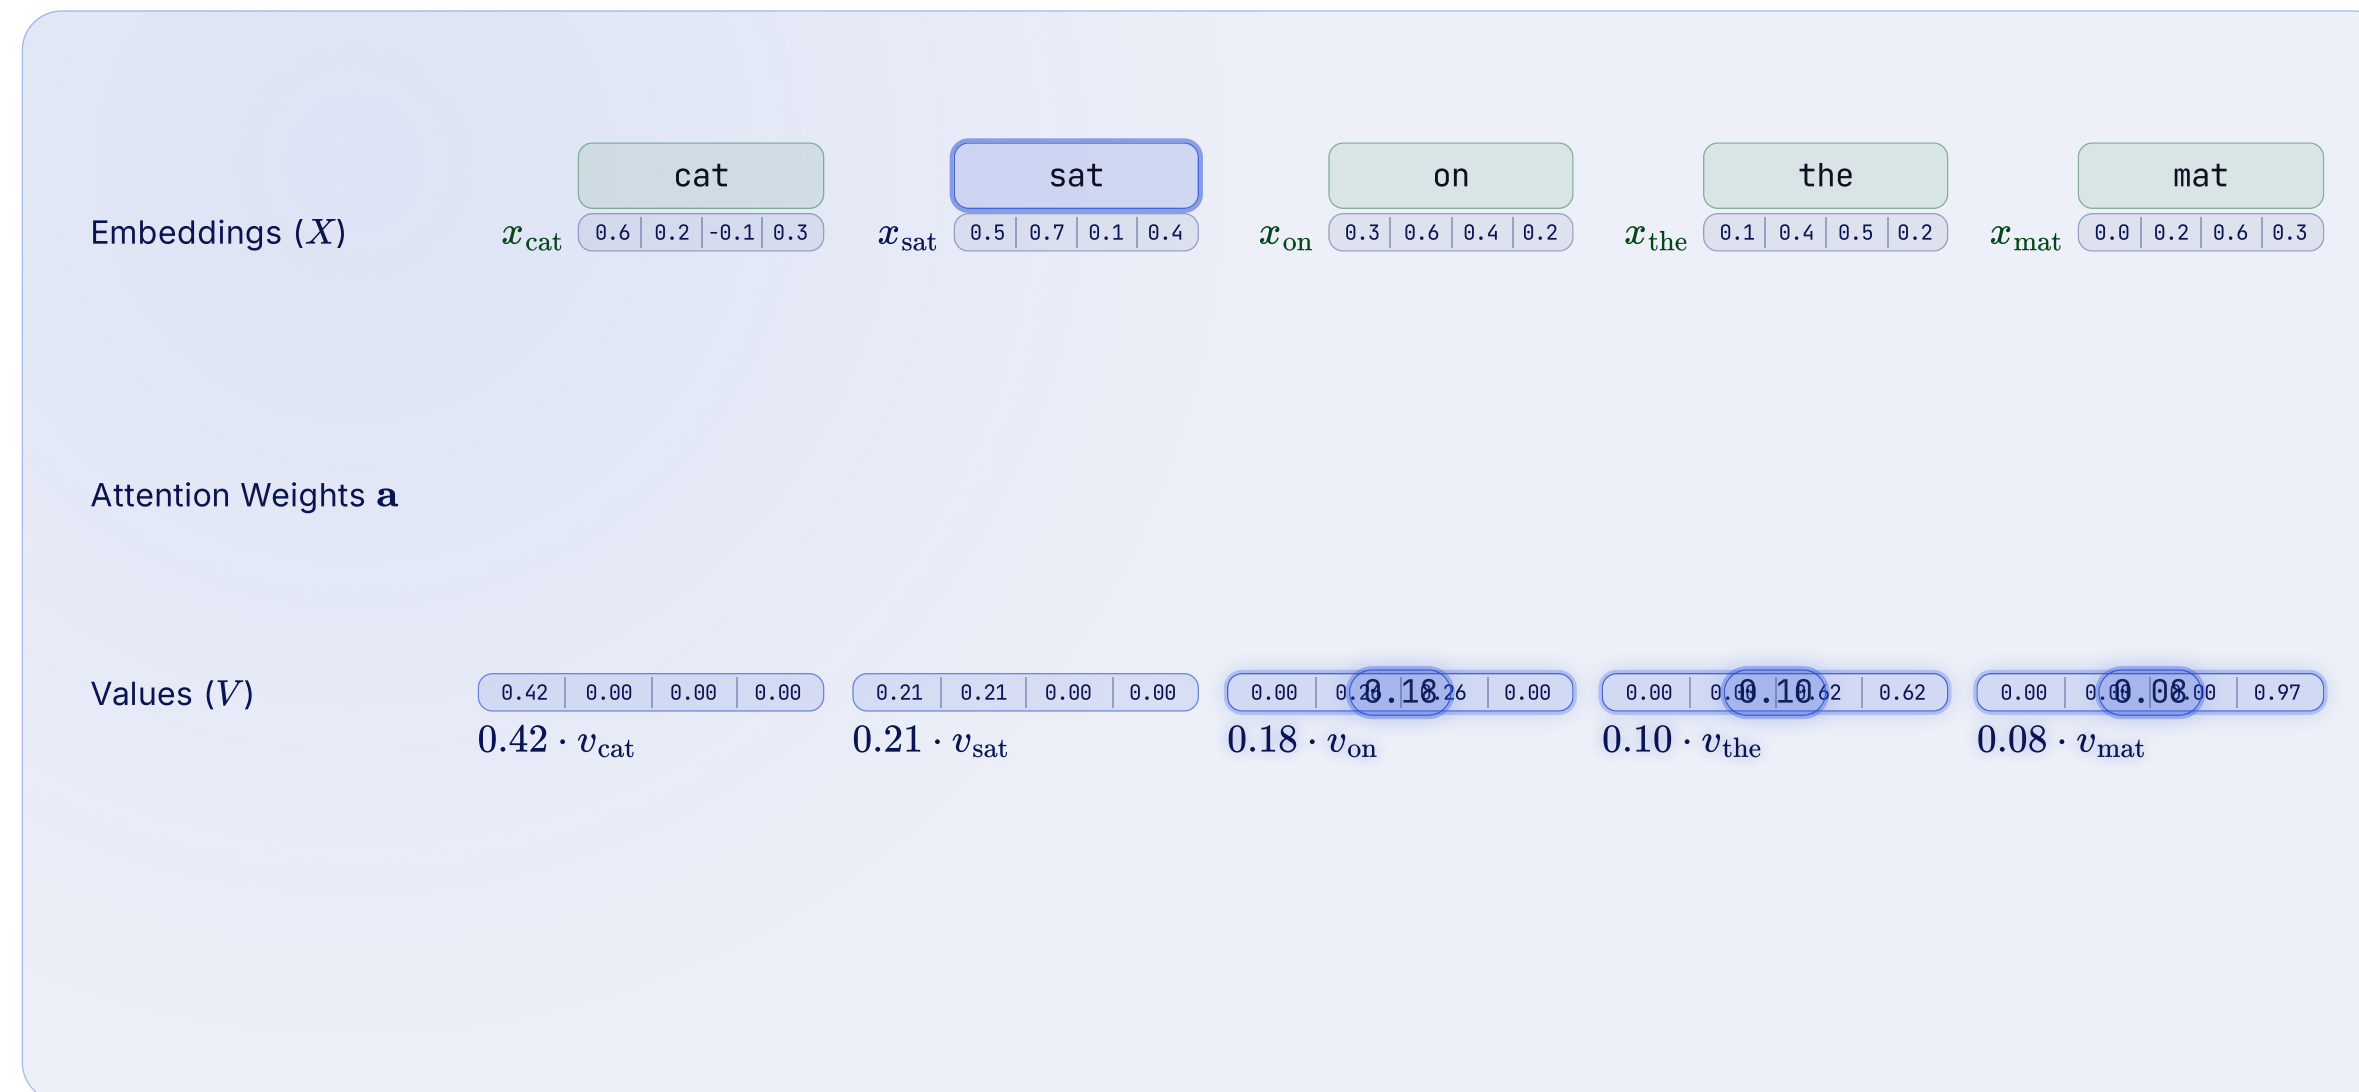 cat sat on the mat
Embeddings (X) x_cat 0.6 0.2 -0.1 0.3 x_sat 0.5 0.7 0.1 0.4 x_on 0.3 0.6 0.4 0.2 x_the 0.1 0.4 0.5 0.2 x_mat 0.0 0.2 0.6 0.3
Attention Weights a
Values (V) 0.42 0.00 0.00 0.00 0.21 0.21 0.00 0.00 0.00 0.18 0.00 0.00 0.10 0.62 0.00 0.08 0.97
0.42 · v_cat 0.21 · v_sat 0.18 · v_on 0.10 · v_the 0.08 · v_mat